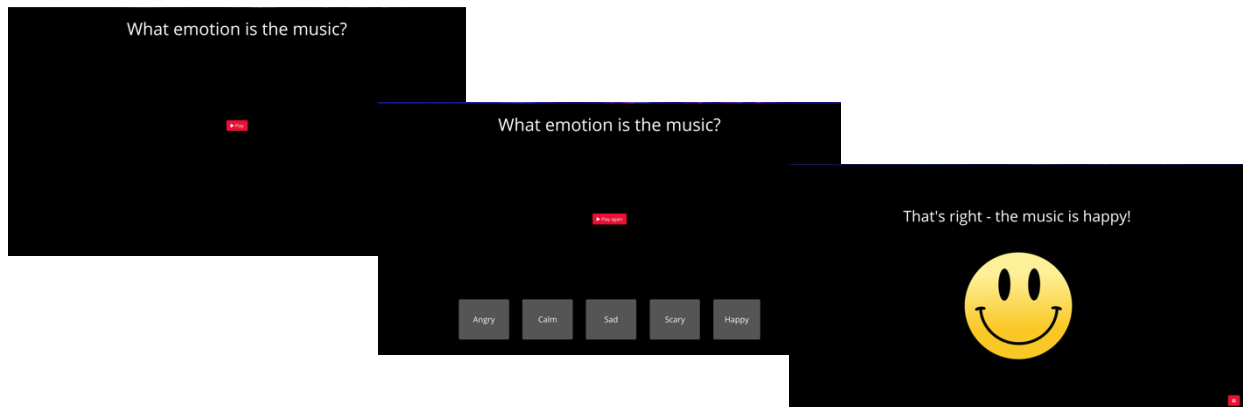 What emotion is the music?
Play
What emotion is the music?
Play again
Angry Calm Sad Scary Happy
That's right - the music is happy!